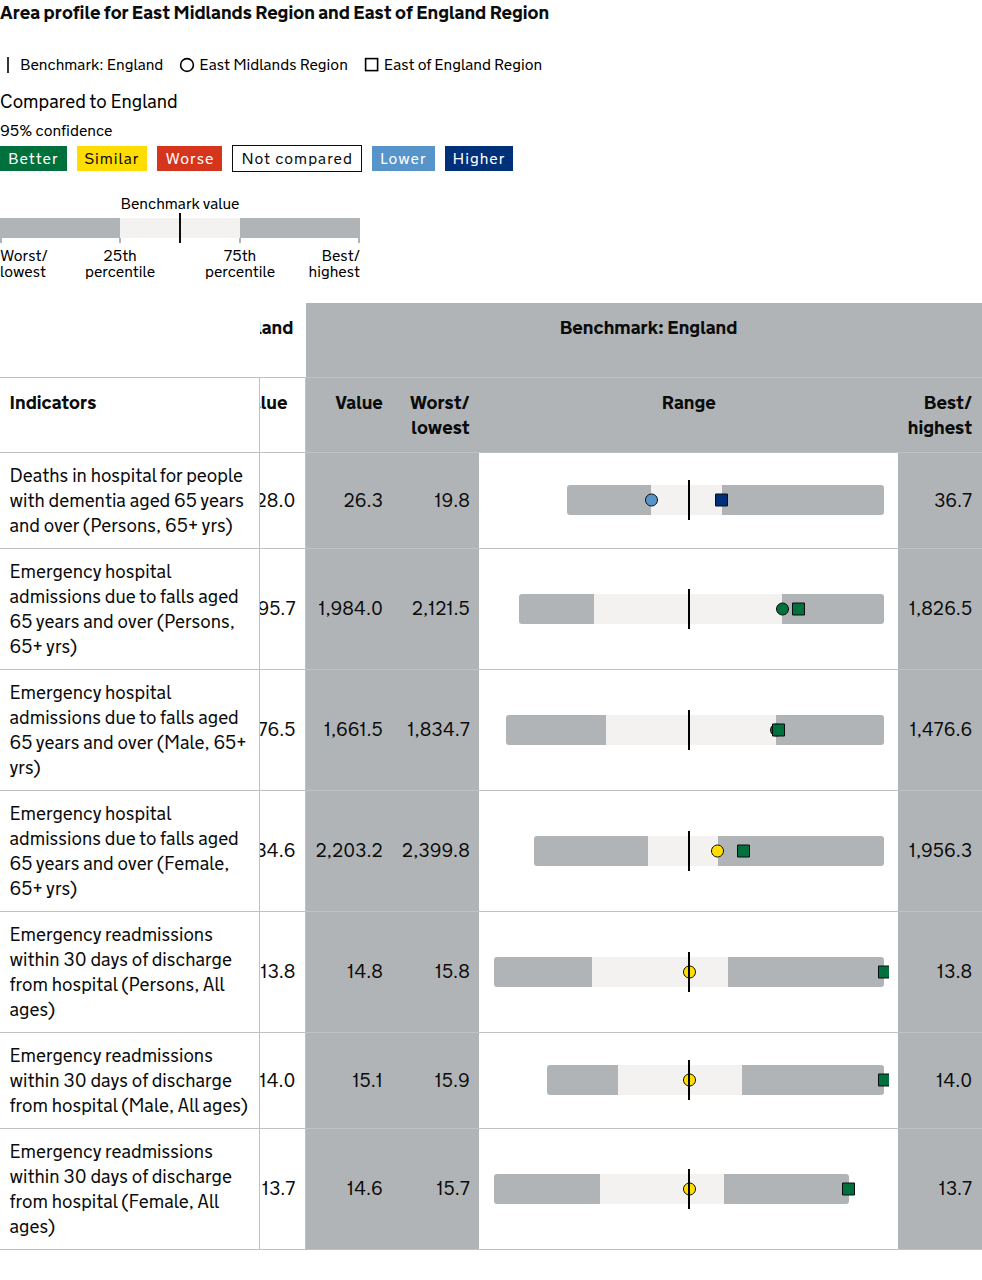 Area profile for East Midlands Region and East of England Region
Benchmark: England East Midlands Region East of England Region
Compared to England
95% confidence
Better Similar Worse Not compared Lower Higher
Benchmark value
Worst/ 25th 75th Best/
lowest percentile percentile highest
and Benchmark: England
Indicators lue Value Worst/ Range Best/
lowest highest
Deaths in hospital for people
with dementia aged 65 years 28.0 26.3 19.8 36.7
and over (Persons, 65+ yrs)
Emergency hospital
admissions due to falls aged
65 years and over (Persons, 95.7 1,984.0 2,121.5 1,826.5
65+ yrs)
Emergency hospital
admissions due to falls aged
65 years and over (Male, 65+ 76.5 1,661.5 1,834.7 1,476.6
yrs)
Emergency hospital
admissions due to falls aged
65 years and over (Female, 34.6 2,203.2 2,399.8 1,956.3
65+ yrs)
Emergency readmissions
within 30 days of discharge
from hospital (Persons, All 13.8 14.8 15.8 13.8
ages)
Emergency readmissions
within 30 days of discharge 14.0 15.1 15.9 14.0
from hospital (Male, All ages)
Emergency readmissions
within 30 days of discharge
from hospital (Female, All 13.7 14.6 15.7 13.7
ages)